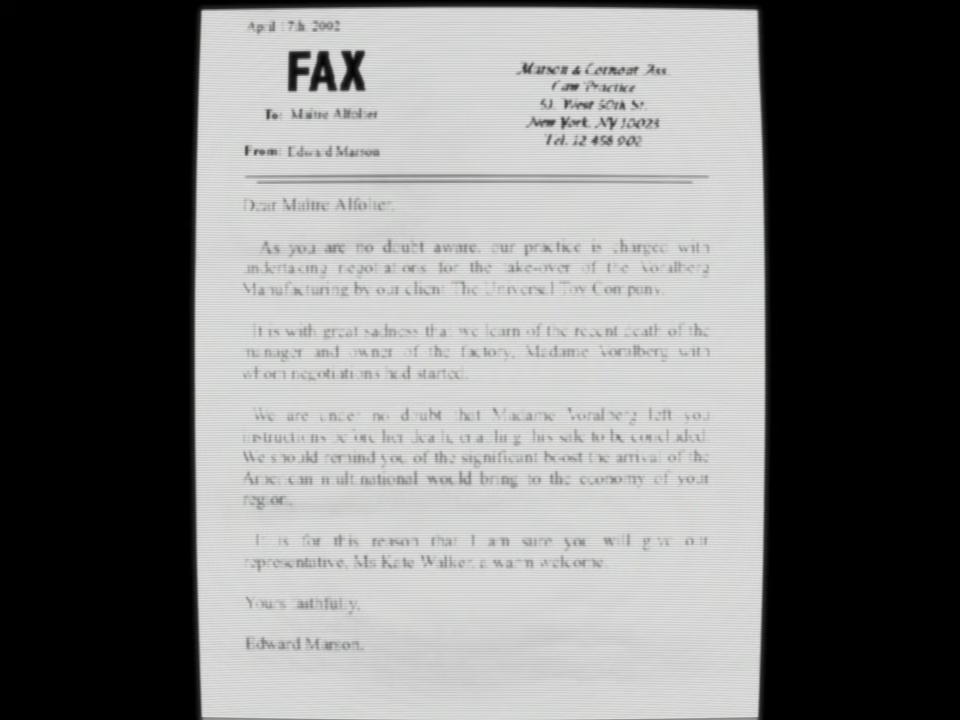 April 17th 2002
FAX
Marson & Cormont Ass.
Law Practice
51, West 50th St.
New York, NY 10023
Tel. 12 458 902
To: Maître Alfolter
From: Edward Marson
Dear Maître Alfolter,
As you are no doubt aware, our practice is charged with
undertaking negotiations for the take-over of the Voralberg
Manufacturing by our client The Universal Toy Company.
It is with great sadness that we learn of the recent death of the
manager and owner of the factory, Madame Voralberg with
whom negotiations had started.
We are under no doubt that Madame Voralberg left you
instructions before her death, enabling this sale to be concluded.
We should remind you of the significant boost the arrival of the
American multinational would bring to the economy of your
region.
It is for this reason that I am sure you will give our
representative, Ms Kate Walker, a warm welcome.
Yours faithfully,
Edward Marson.